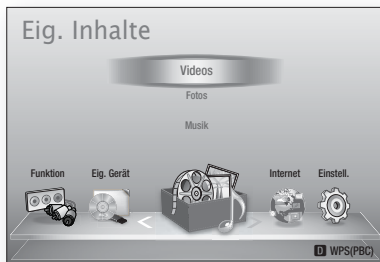 Eig. Inhalte
Videos
Fotos
Musik
Funktion Eig. Gerät Internet Einstell.
D WPS(PBC)